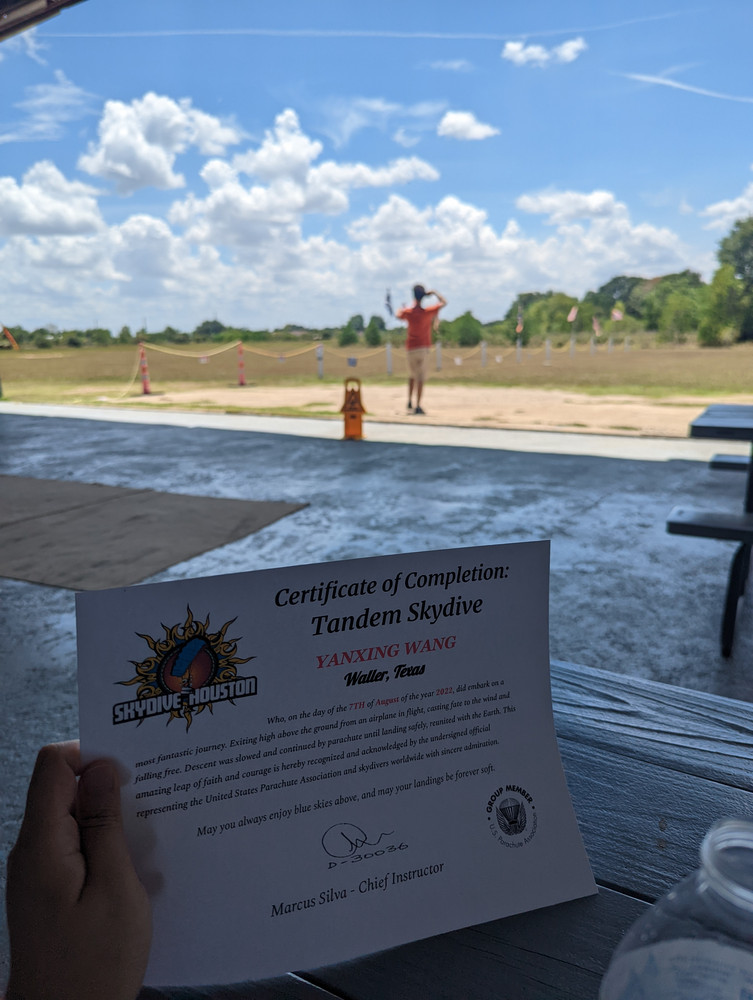 Certificate of Completion:
Tandem Skydive
YANXING WANG
Waller, Texas
SKYDIVE HOUSTON
Who, on the day of the 7TH of August of the year 2022, did embark on a
most fantastic journey. Exiting high above the ground from an airplane in flight, casting fate to the wind and
falling free. Descent was slowed and continued by parachute until landing safely, reunited with the Earth. This
amazing leap of faith and courage is hereby recognized and acknowledged by the undersigned official
representing the United States Parachute Association and skydivers worldwide with sincere admiration.
May you always enjoy blue skies above, and may your landings be forever soft.
GROUP MEMBER
U.S. Parachute Association
D-30036
Marcus Silva - Chief Instructor